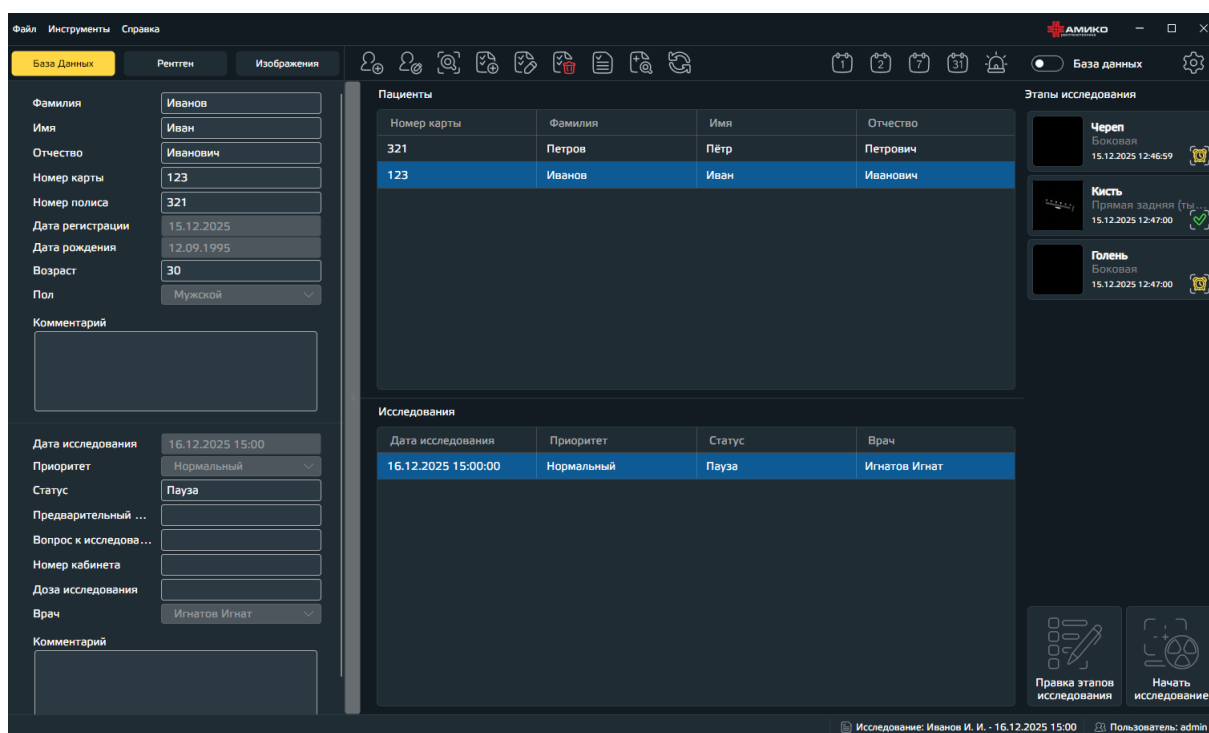 Файл Инструменты Справка
АМИКО
База Данных Рентген Изображения
1 2 7 31
База данных
Фамилия Иванов
Имя Иван
Отчество Иванович
Номер карты 123
Номер полиса 321
Дата регистрации 15.12.2025
Дата рождения 12.09.1995
Возраст 30
Пол Мужской
Комментарий
Дата исследования 16.12.2025 15:00
Приоритет Нормальный
Статус Пауза
Предварительный ...
Вопрос к исследова...
Номер кабинета
Доза исследования
Врач Игнатов Игнат
Комментарий
Пациенты
Номер карты Фамилия Имя Отчество
321 Петров Пётр Петрович
123 Иванов Иван Иванович
Исследования
Дата исследования Приоритет Статус Врач
16.12.2025 15:00:00 Нормальный Пауза Игнатов Игнат
Этапы исследования
Череп
Боковая
15.12.2025 12:46:59
Кисть
Прямая задняя (ты...
15.12.2025 12:47:00
Голень
Боковая
15.12.2025 12:47:00
Правка этапов
исследования
Начать
исследование
Исследование: Иванов И. И. - 16.12.2025 15:00 Пользователь: admin